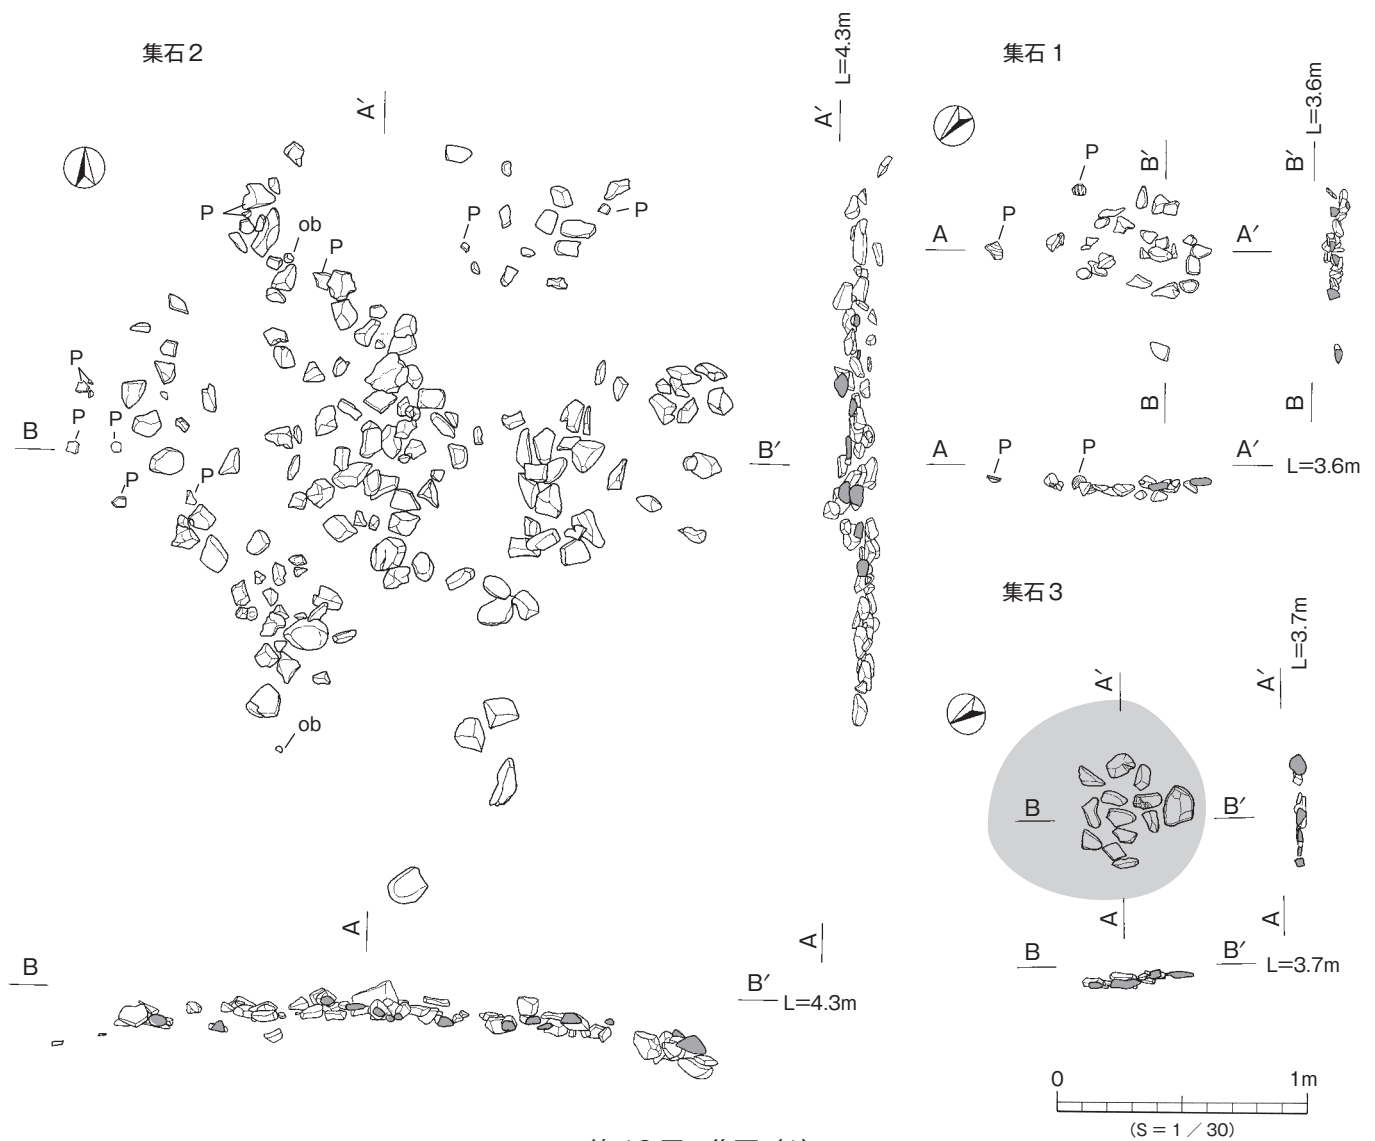 集石2
A′
P
ob
P
P
P
P
P
P
P
P
B
B′
ob
A
L=4.3m
A′
A
B
B′
L=4.3m
集石1
P
P
B′
A
A′
B
L=3.6m
B′
B
A
P
P
A′
L=3.6m
集石3
A′
B
B′
A
L=3.7m
A′
A
B
B′
L=3.7m
0
1m
(S = 1 / 30)